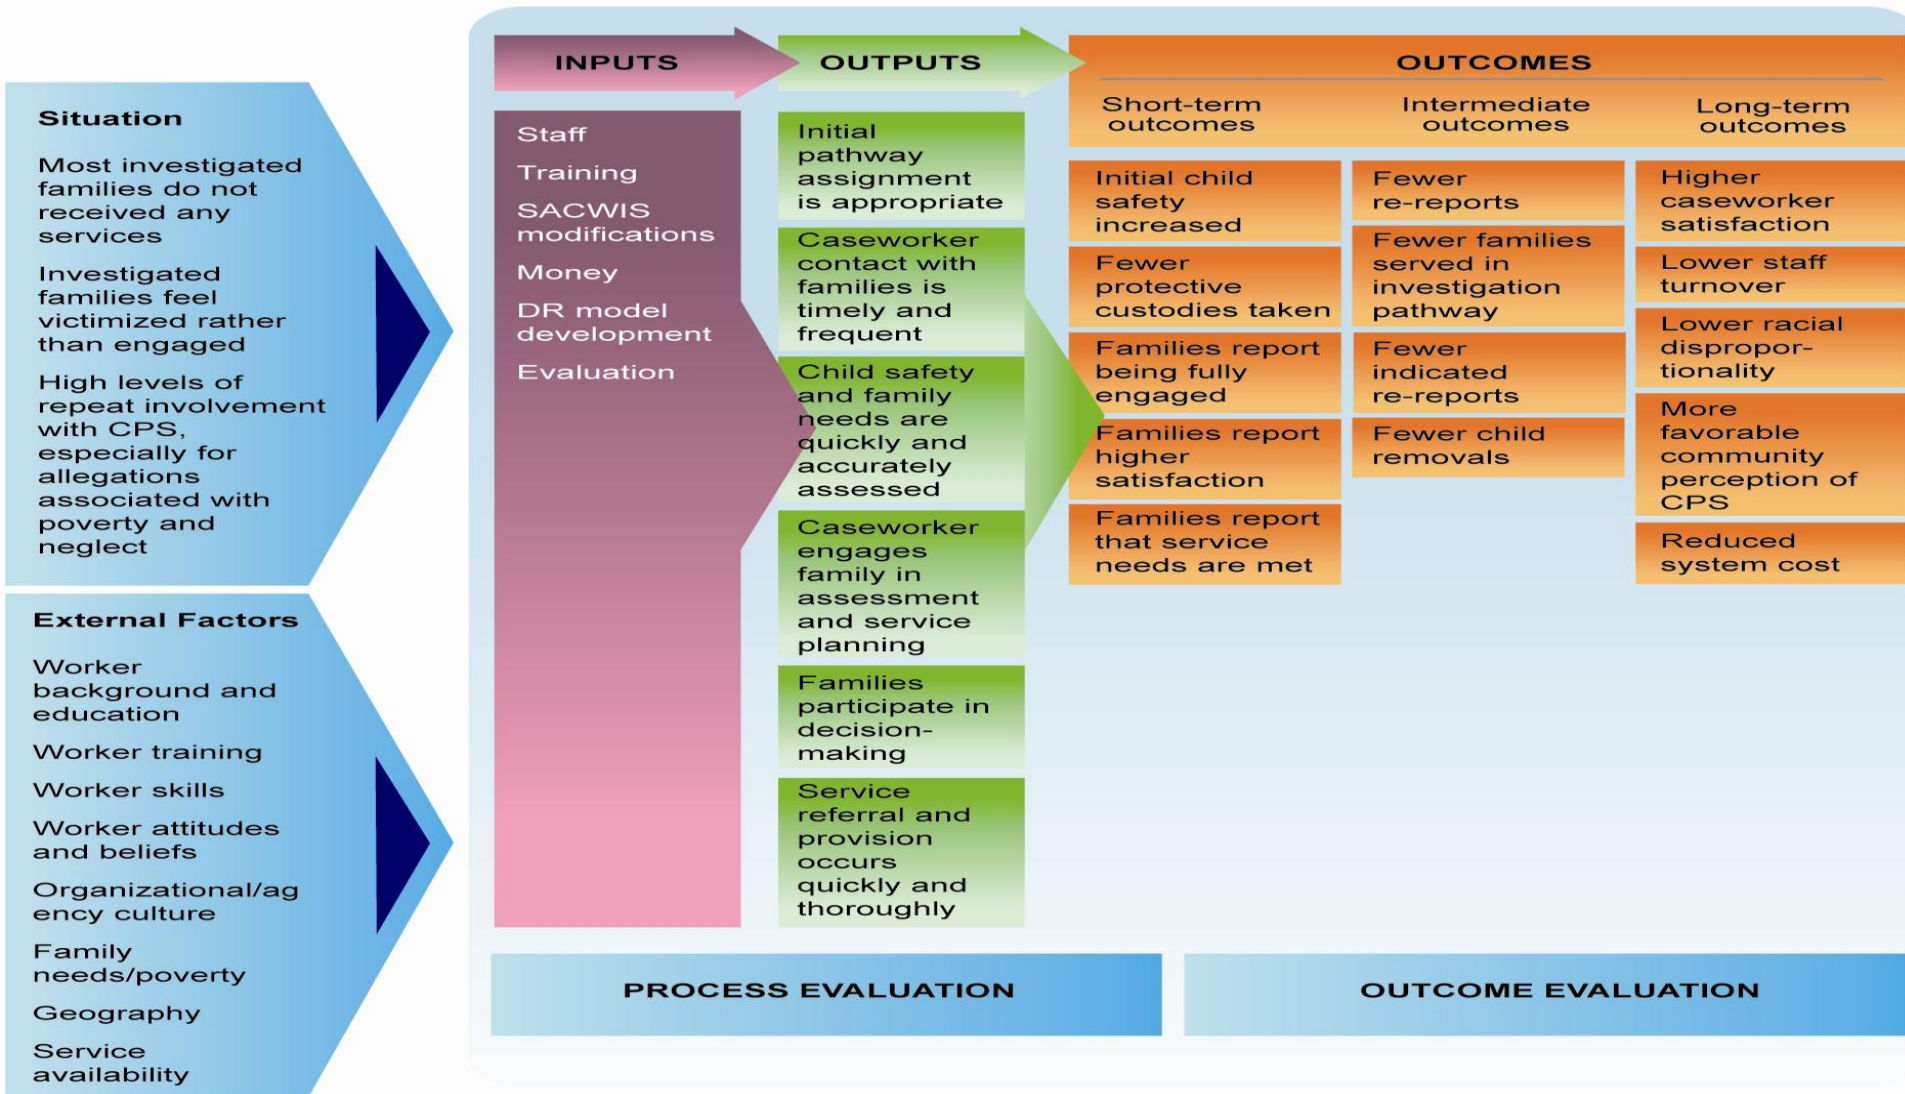 Situation
Most investigated
families do not
received any
services
Investigated
families feel
victimized rather
than engaged
High levels of
repeat involvement
with CPS,
especially for
allegations
associated with
poverty and
neglect
External Factors
Worker
background and
education
Worker training
Worker skills
Worker attitudes
and beliefs
Organizational/ag
ency culture
Family
needs/poverty
Geography
Service
availability
INPUTS
Staff
Training
SACWIS
modifications
Money
DR model
development
Evaluation
OUTPUTS
Initial
pathway
assignment
is appropriate
Caseworker
contact with
families is
timely and
frequent
Child safety
and family
needs are
quickly and
accurately
assessed
Caseworker
engages
family in
assessment
and service
planning
Families
participate in
decision-
making
Service
referral and
provision
occurs
quickly and
thoroughly
OUTCOMES
Short-term
outcomes
Initial child
safety
increased
Fewer
protective
custodies taken
Families report
being fully
engaged
Families report
higher
satisfaction
Families report
that service
needs are met
Intermediate
outcomes
Fewer
re-reports
Fewer families
served in
investigation
pathway
Fewer
indicated
re-reports
Fewer child
removals
Long-term
outcomes
Higher
caseworker
satisfaction
Lower staff
turnover
Lower racial
dispropor-
tionality
More
favorable
community
perception of
CPS
Reduced
system cost
PROCESS EVALUATION
OUTCOME EVALUATION